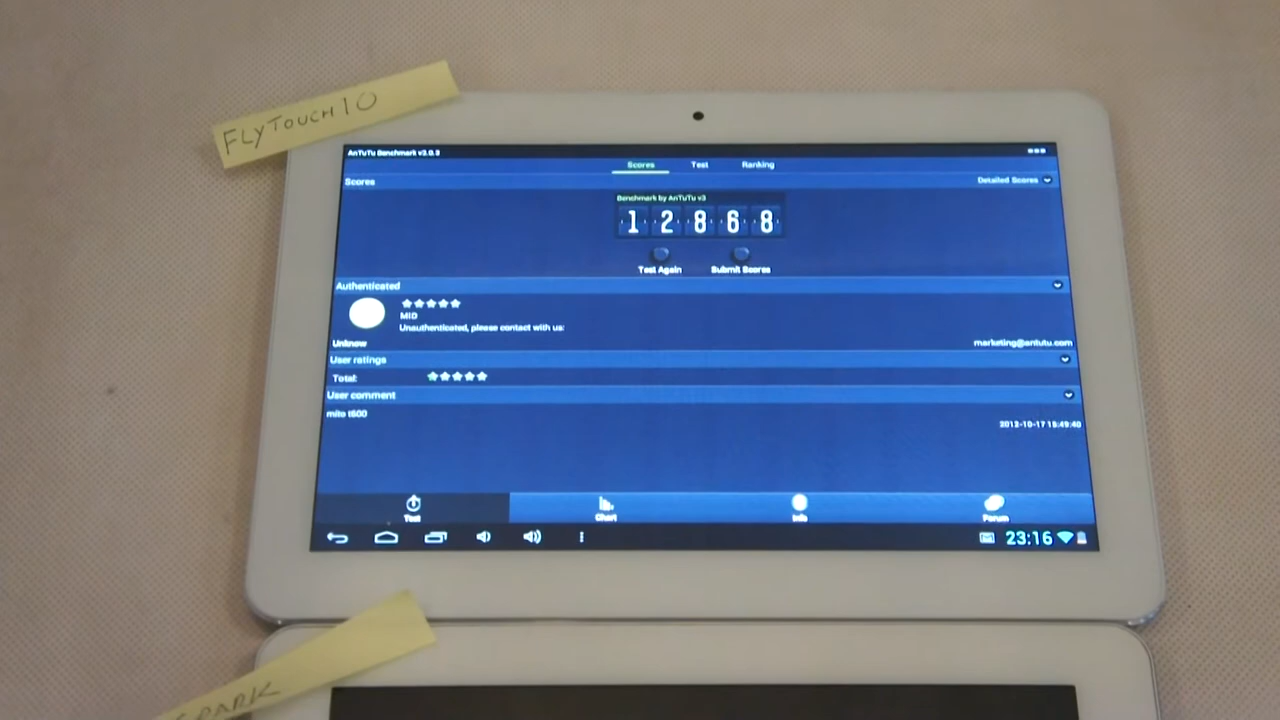 FLYTOUCH10
AnTuTu Benchmark v3.0.3
Scores Test Ranking
Scores Detailed Scores
Benchmark by AnTuTu v3
12868
Test Again Submit Scores
Authenticated
MID
Unauthenticated, please contact with us:
Unknow marketing@antutu.com
User ratings
Total:
User comment
mito t600
2012-10-17 15:49:40
Test Chart Info Forum
23:16
SPARK